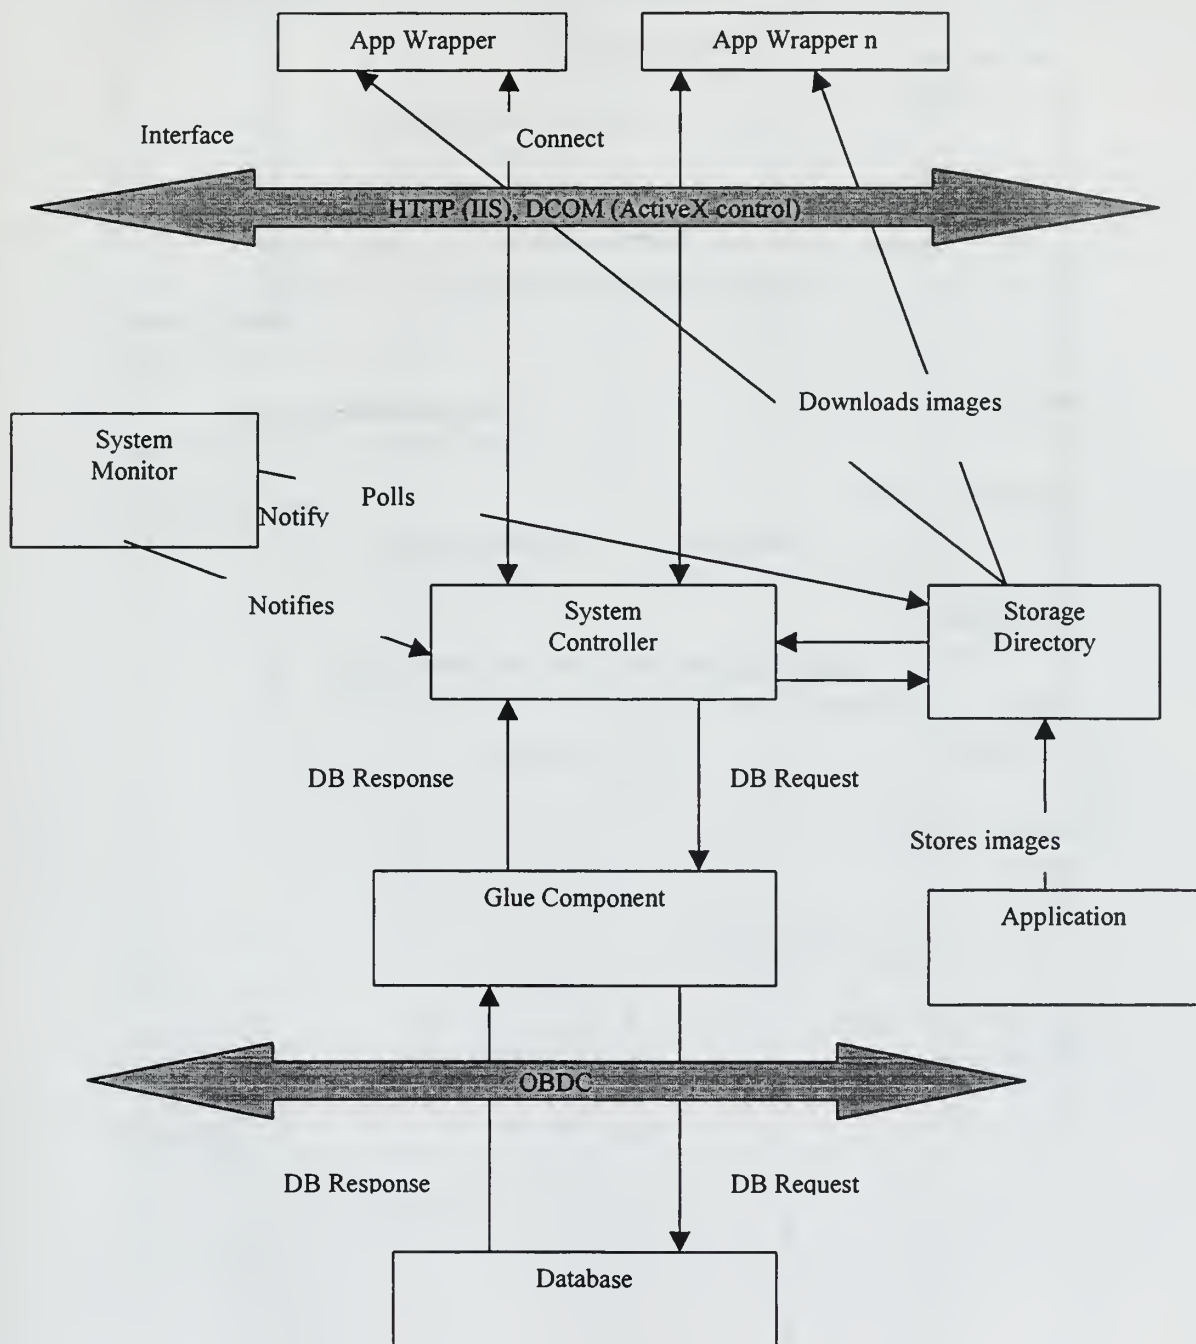 App Wrapper
App Wrapper n
Interface
Connect
HTTP (IIS), DCOM (ActiveX control)
Downloads images
System
Monitor
Polls
Notify
Notifies
System
Controller
Storage
Directory
DB Response
DB Request
Stores images
Glue Component
Application
OBDC
DB Response
DB Request
Database